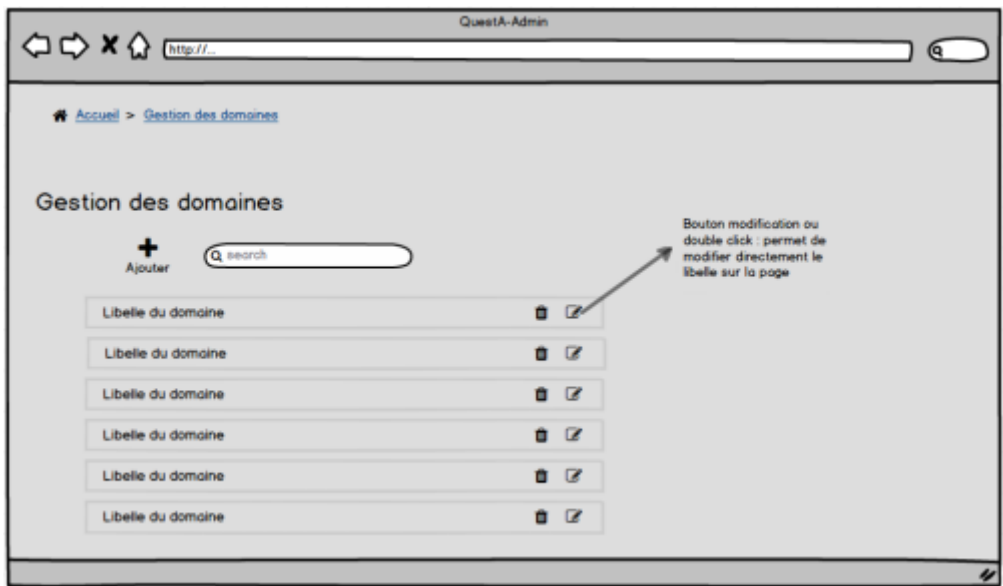 QuestA-Admin
http://...
Accueil > Gestion des domaines
Gestion des domaines
Ajouter
search
Bouton modification ou
double click : permet de
modifier directement le
libelle sur la page
Libelle du domaine
Libelle du domaine
Libelle du domaine
Libelle du domaine
Libelle du domaine
Libelle du domaine